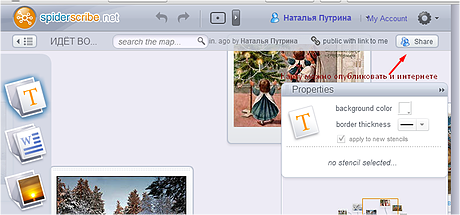 spiderscribe.net
Наталья Путрина
My Account
ИДЁТ ВО...
search the map...
in. ago by Наталья Путрина
public with link to me
Share
можно опубликовать в интернете
Properties
T
background color
border thickness
apply to new stencils
no stencil selected...
T
W